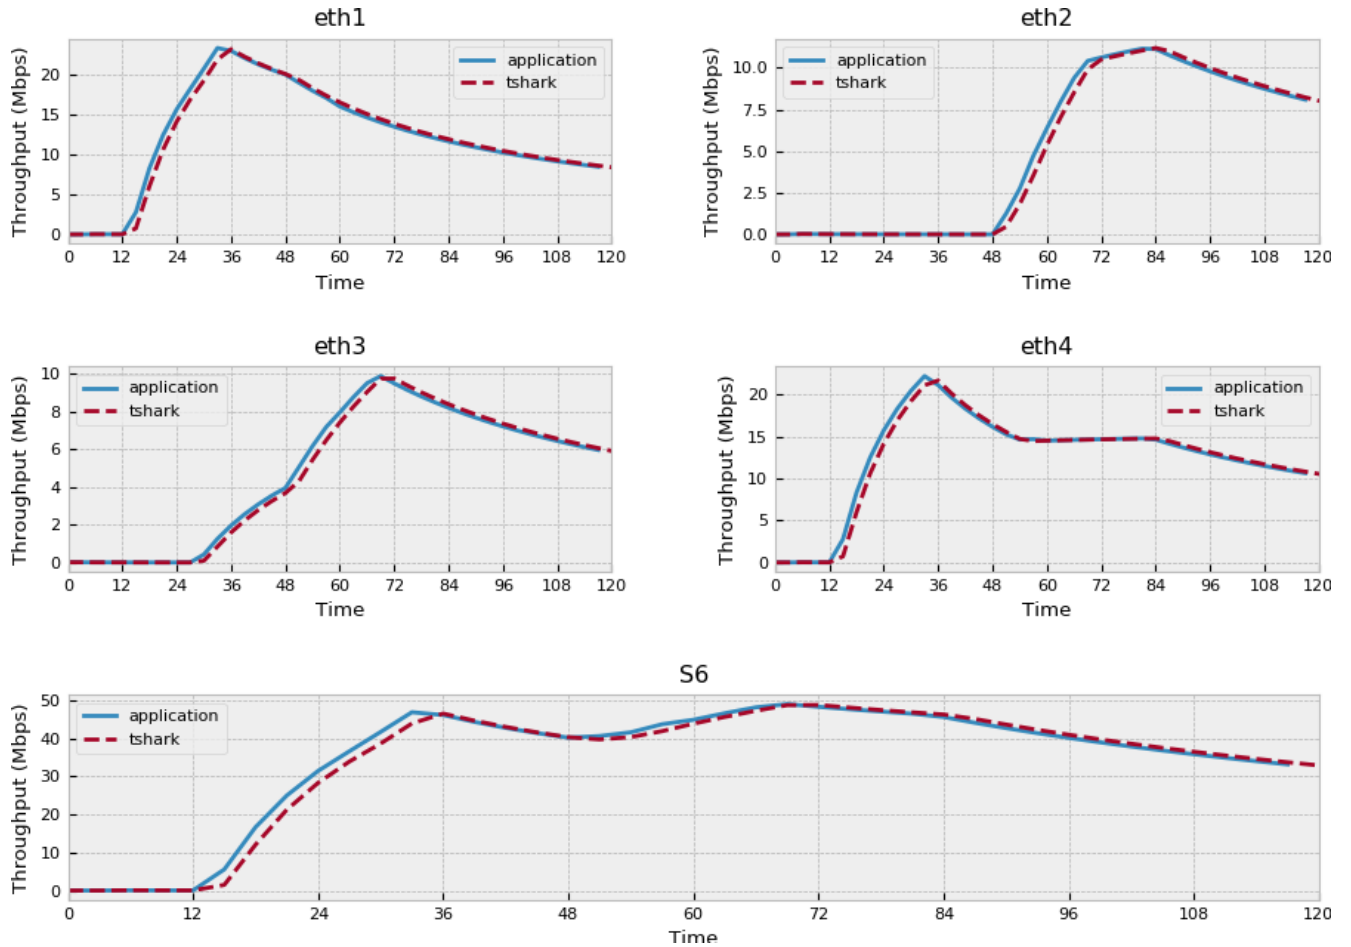 eth1
Throughput (Mbps)
20
15
10
5
0
application
tshark
0 12 24 36 48 60 72 84 96 108 120
Time
eth2
Throughput (Mbps)
10.0
7.5
5.0
2.5
0.0
application
tshark
0 12 24 36 48 60 72 84 96 108 120
Time
eth3
Throughput (Mbps)
10
8
6
4
2
0
application
tshark
0 12 24 36 48 60 72 84 96 108 120
Time
eth4
Throughput (Mbps)
20
15
10
5
0
application
tshark
0 12 24 36 48 60 72 84 96 108 120
Time
S6
Throughput (Mbps)
50
40
30
20
10
0
application
tshark
0 12 24 36 48 60 72 84 96 108 120
Time